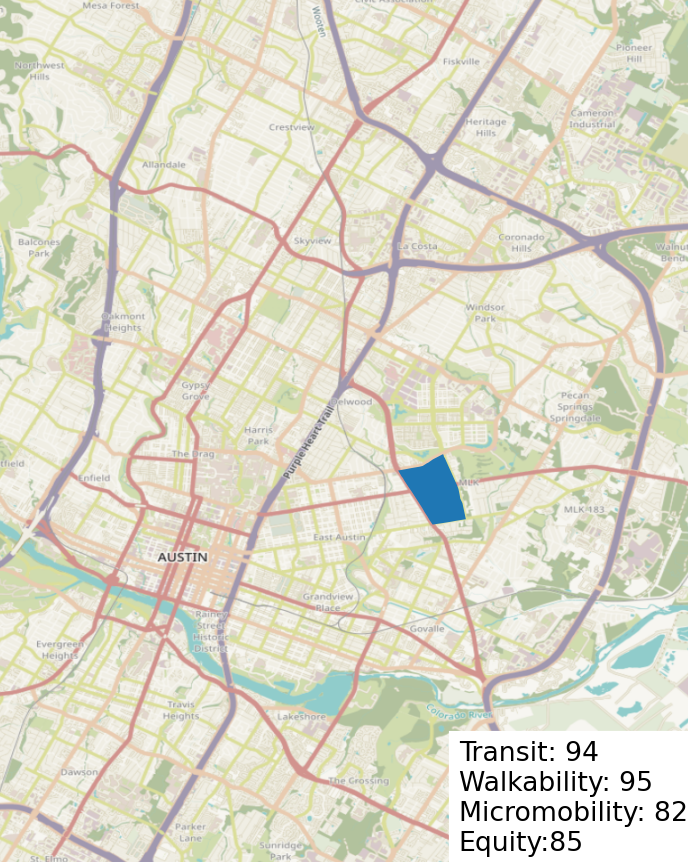 Mesa Forest
Wooten
Civic Association
Fiskville
Pioneer
Hill
Northwest
Hills
Crestview
Heritage
Hills
Cameron
Industrial
Allandale
Balcones
Park
Skyview
La Costa
Coronado
Hills
Walnut
Bend
Oakmont
Heights
Windsor
Park
Gypsy
Grove
Delwood
Pecan
Springs
Springdale
Harris
Park
Purple Heart Trail
The Drag
tfield
Enfield
MLK
MLK 183
East Austin
AUSTIN
Grandview
Place
Rainey
Street
Historic
District
Govalle
Evergreen
Heights
Travis
Heights
Lakeshore
Colorado River
Dawson
The Crossing
Parker
Lane
Sunridge
Park
St. Elmo
Transit: 94
Walkability: 95
Micromobility: 82
Equity:85